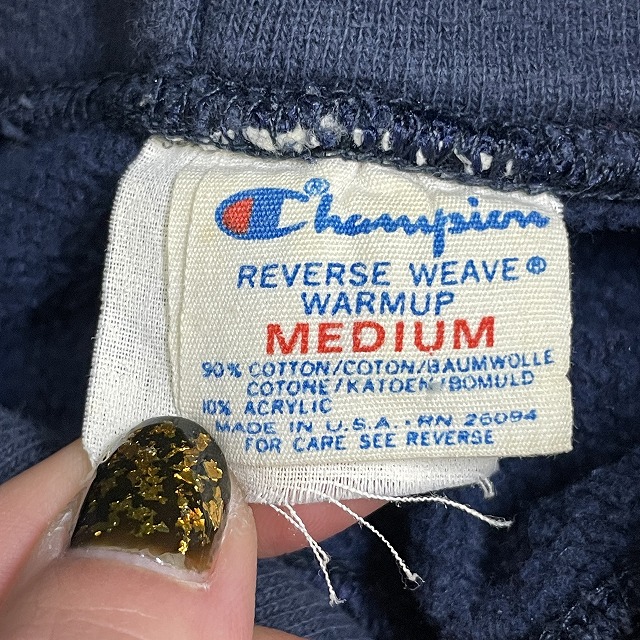 Champion®
REVERSE WEAVE®
WARMUP
MEDIUM
90% COTTON/COTON/BAUMWOLLE
COTONE/KATOEN/BOMULD
10% ACRYLIC
MADE IN U.S.A. · RN 26094
FOR CARE SEE REVERSE